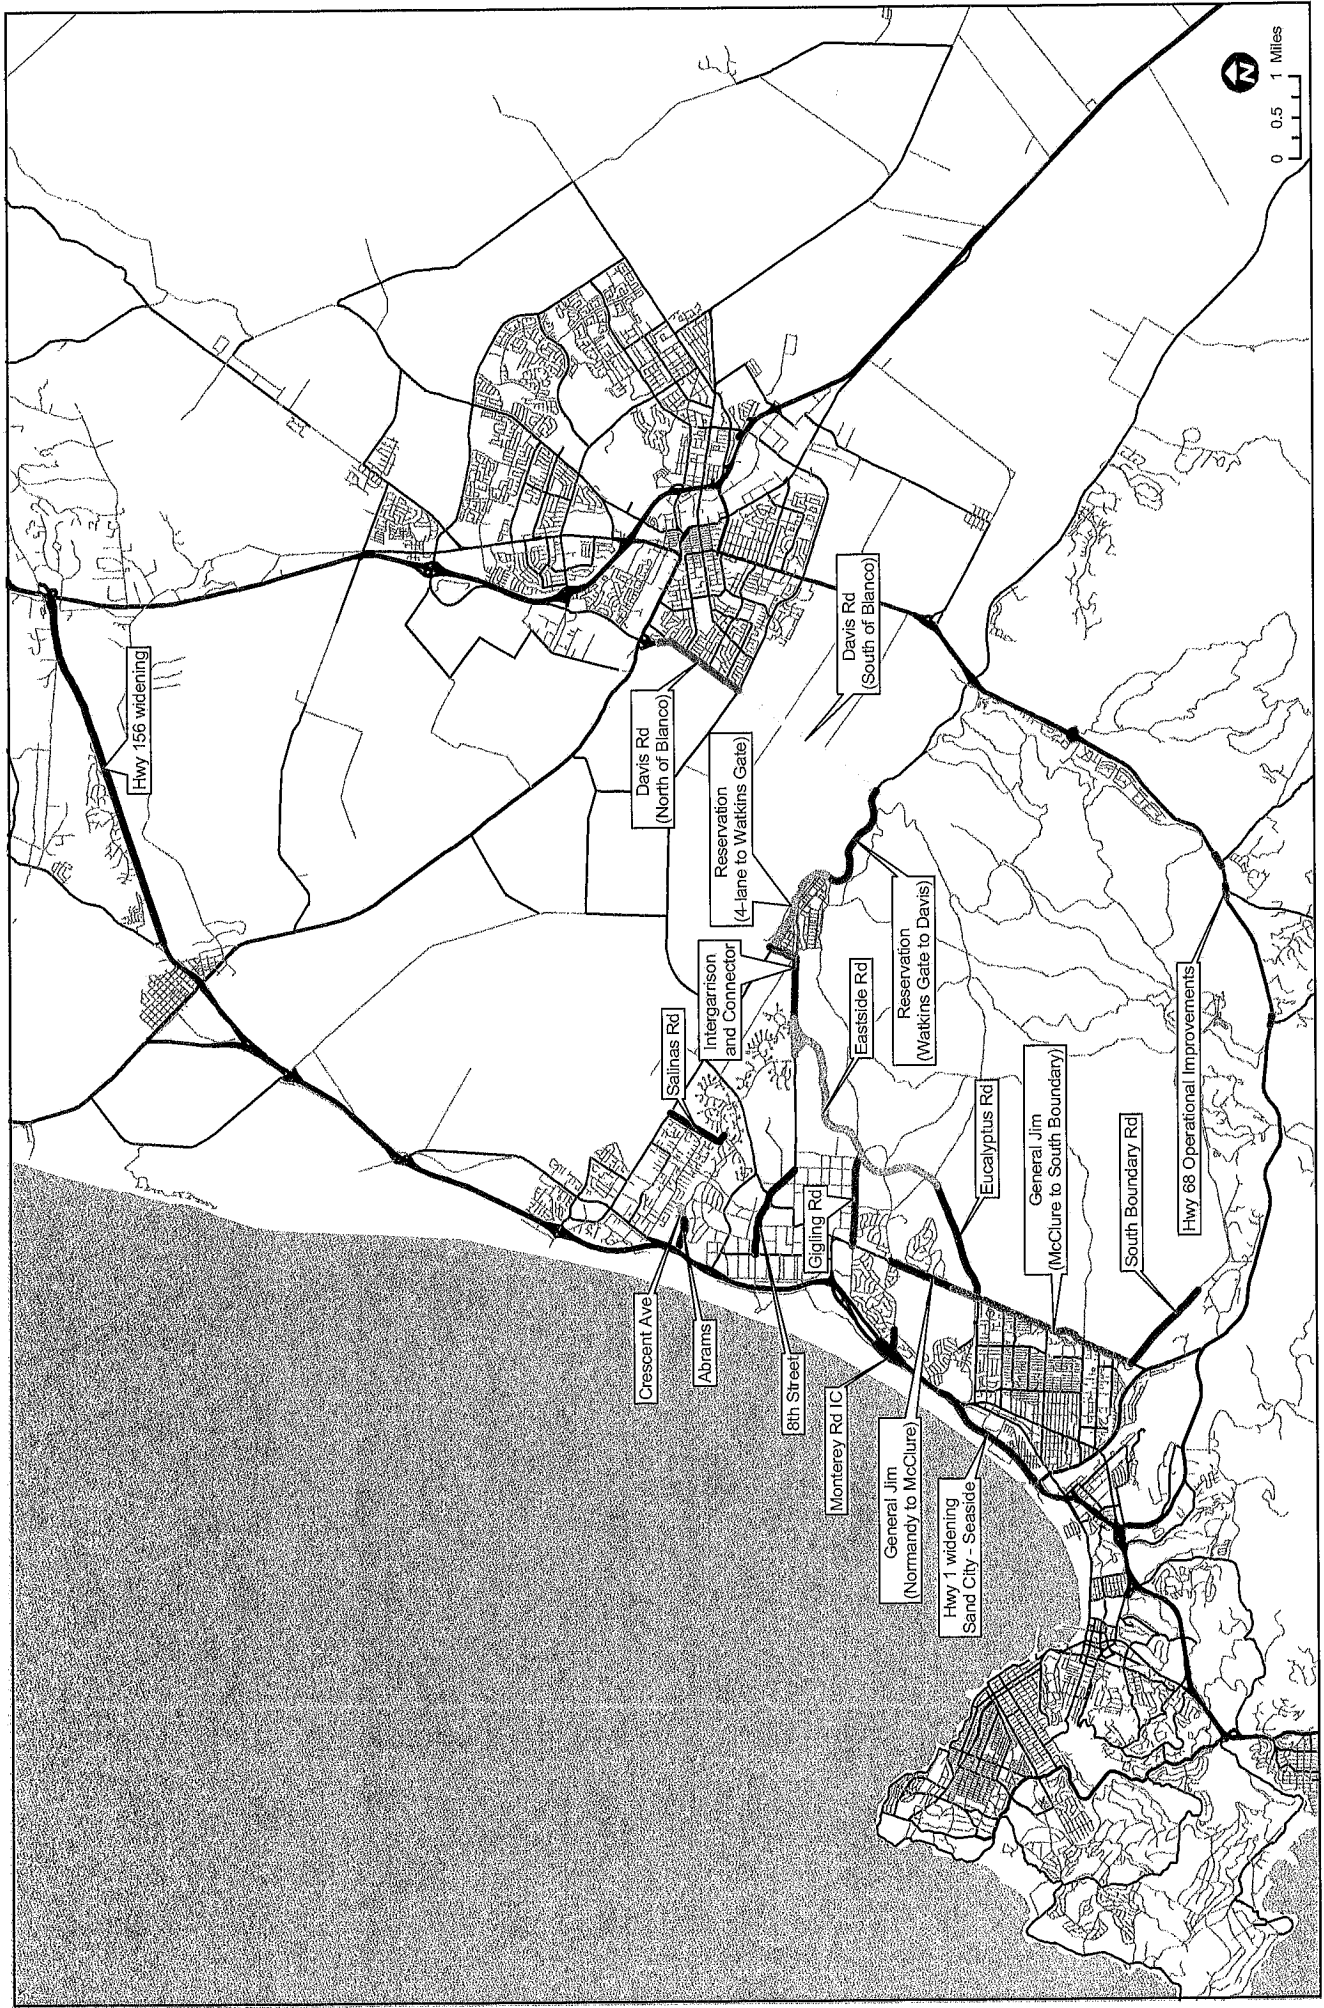 Hwy 156 widening
Davis Rd
(North of Blanco)
Davis Rd
(South of Blanco)
Reservation
(4-lane to Watkins Gate)
Reservation
(Watkins Gate to Davis)
Intergarrison
and Connector
Salinas Rd
Eastside Rd
Eucalyptus Rd
General Jim
(McClure to South Boundary)
South Boundary Rd
Hwy 68 Operational Improvements
Gigling Rd
Crescent Ave
Abrams
8th Street
Monterey Rd IC
General Jim
(Normandy to McClure)
Hwy 1 widening
Sand City - Seaside
N
0 0.5 1 Miles